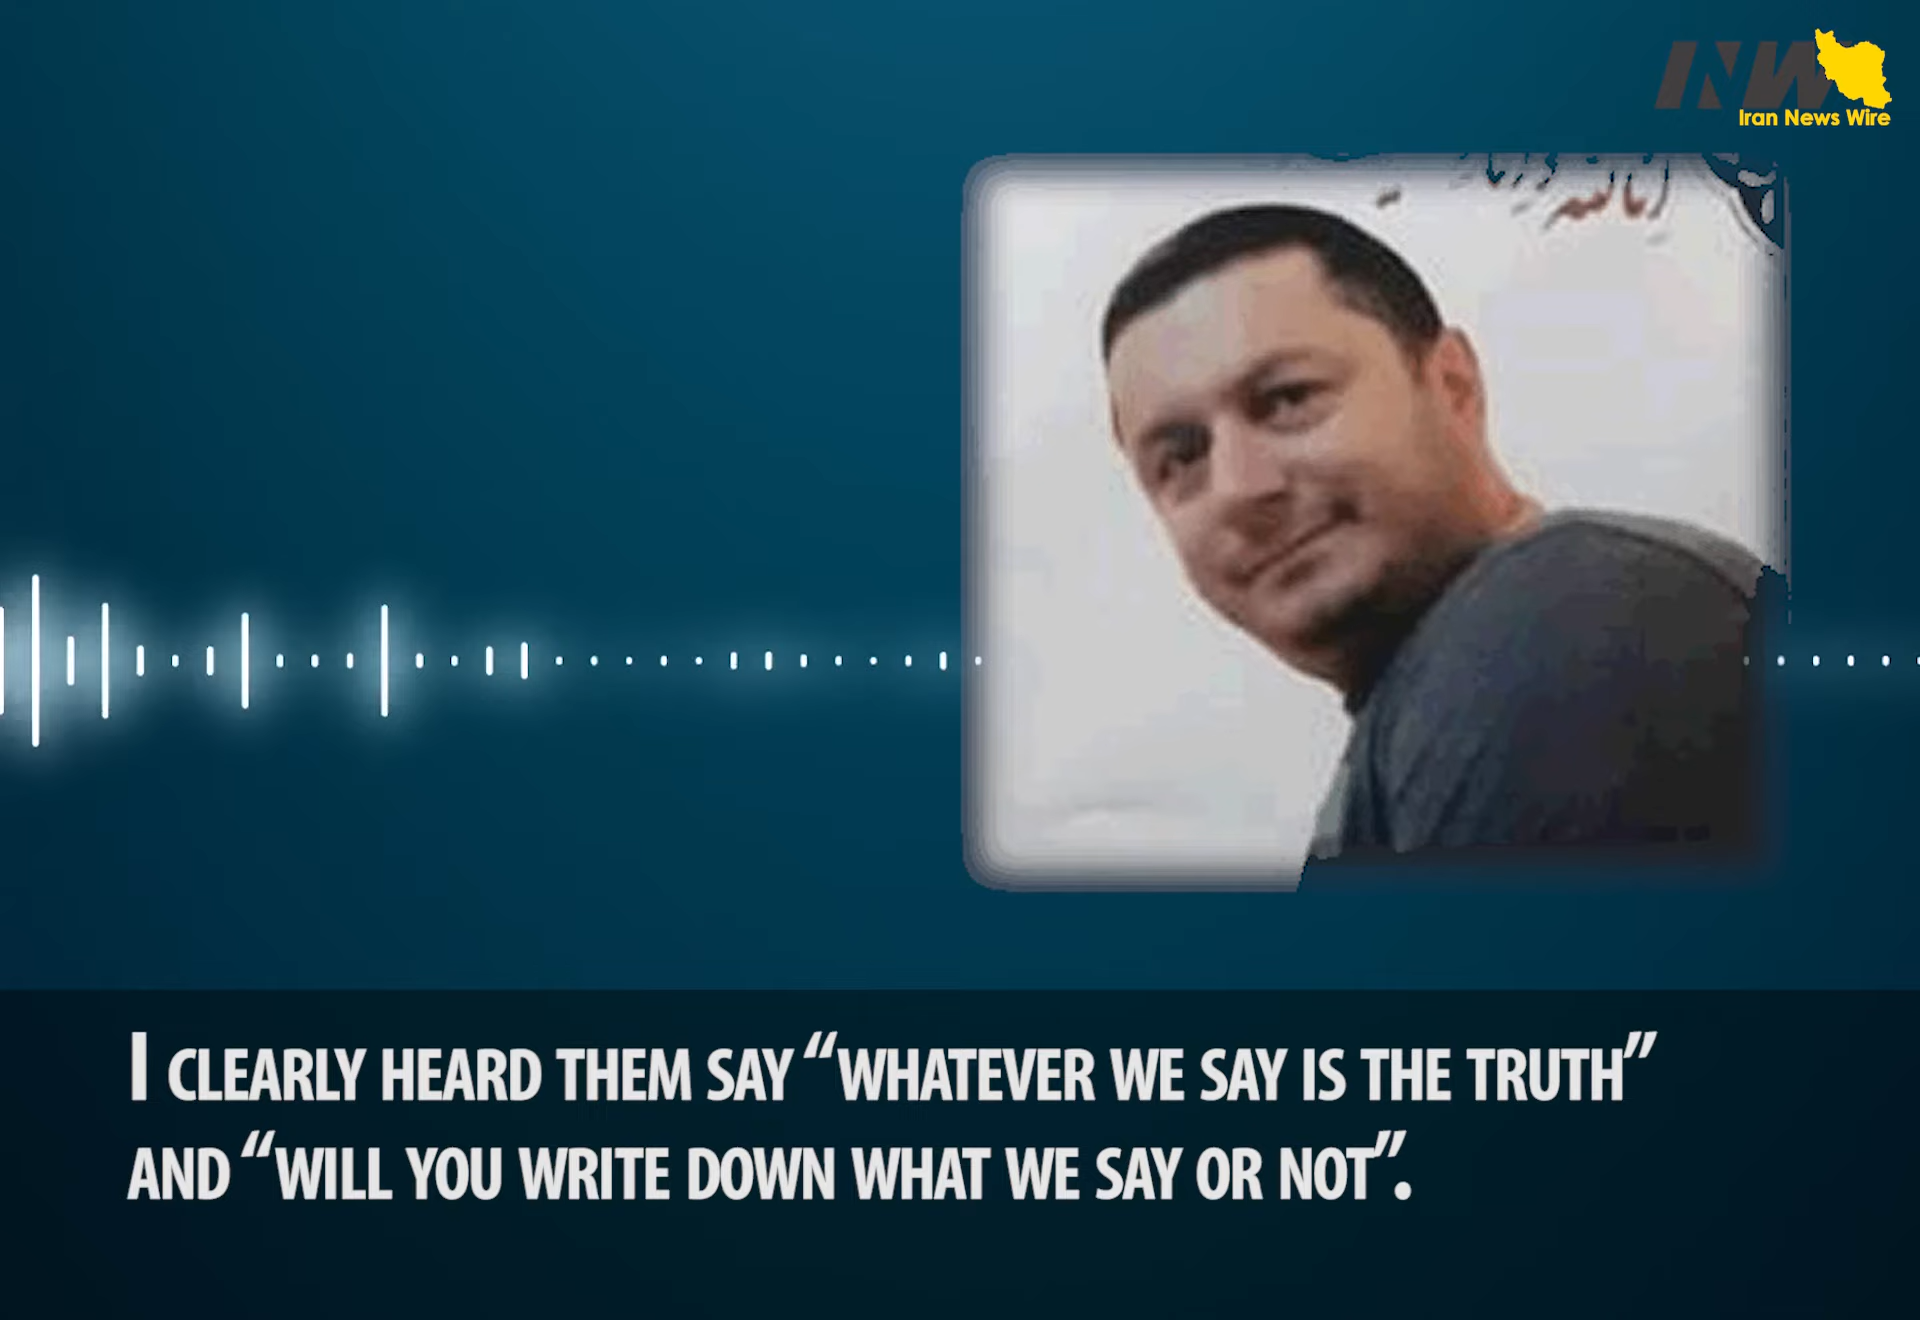 NW
Iran News Wire
I CLEARLY HEARD THEM SAY “WHATEVER WE SAY IS THE TRUTH”
AND “WILL YOU WRITE DOWN WHAT WE SAY OR NOT”.